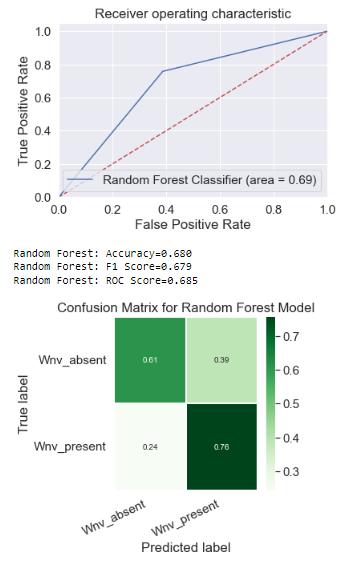 Receiver operating characteristic
1.0
0.8
0.6
0.4
0.2
0.0
True Positive Rate
Random Forest Classifier (area = 0.69)
0.0 0.2 0.4 0.6 0.8 1.0
False Positive Rate
Random Forest: Accuracy=0.680
Random Forest: F1 Score=0.679
Random Forest: ROC Score=0.685
Confusion Matrix for Random Forest Model
True label
Wnv_absent 0.61 0.39
Wnv_present 0.24 0.76
0.7
0.6
0.5
0.4
0.3
Wnv_absent Wnv_present
Predicted label